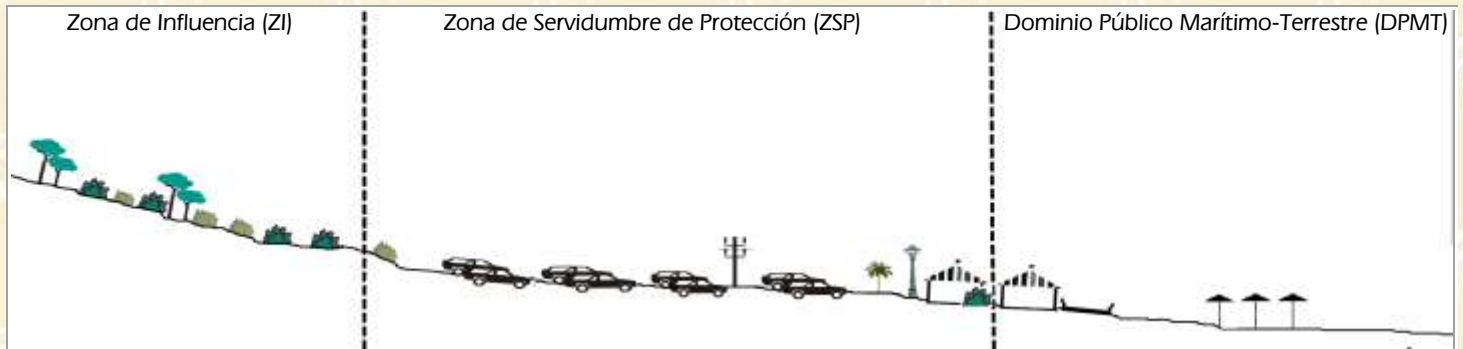 Zona de Influencia (ZI) Zona de Servidumbre de Protección (ZSP) Dominio Público Marítimo-Terrestre (DPMT)